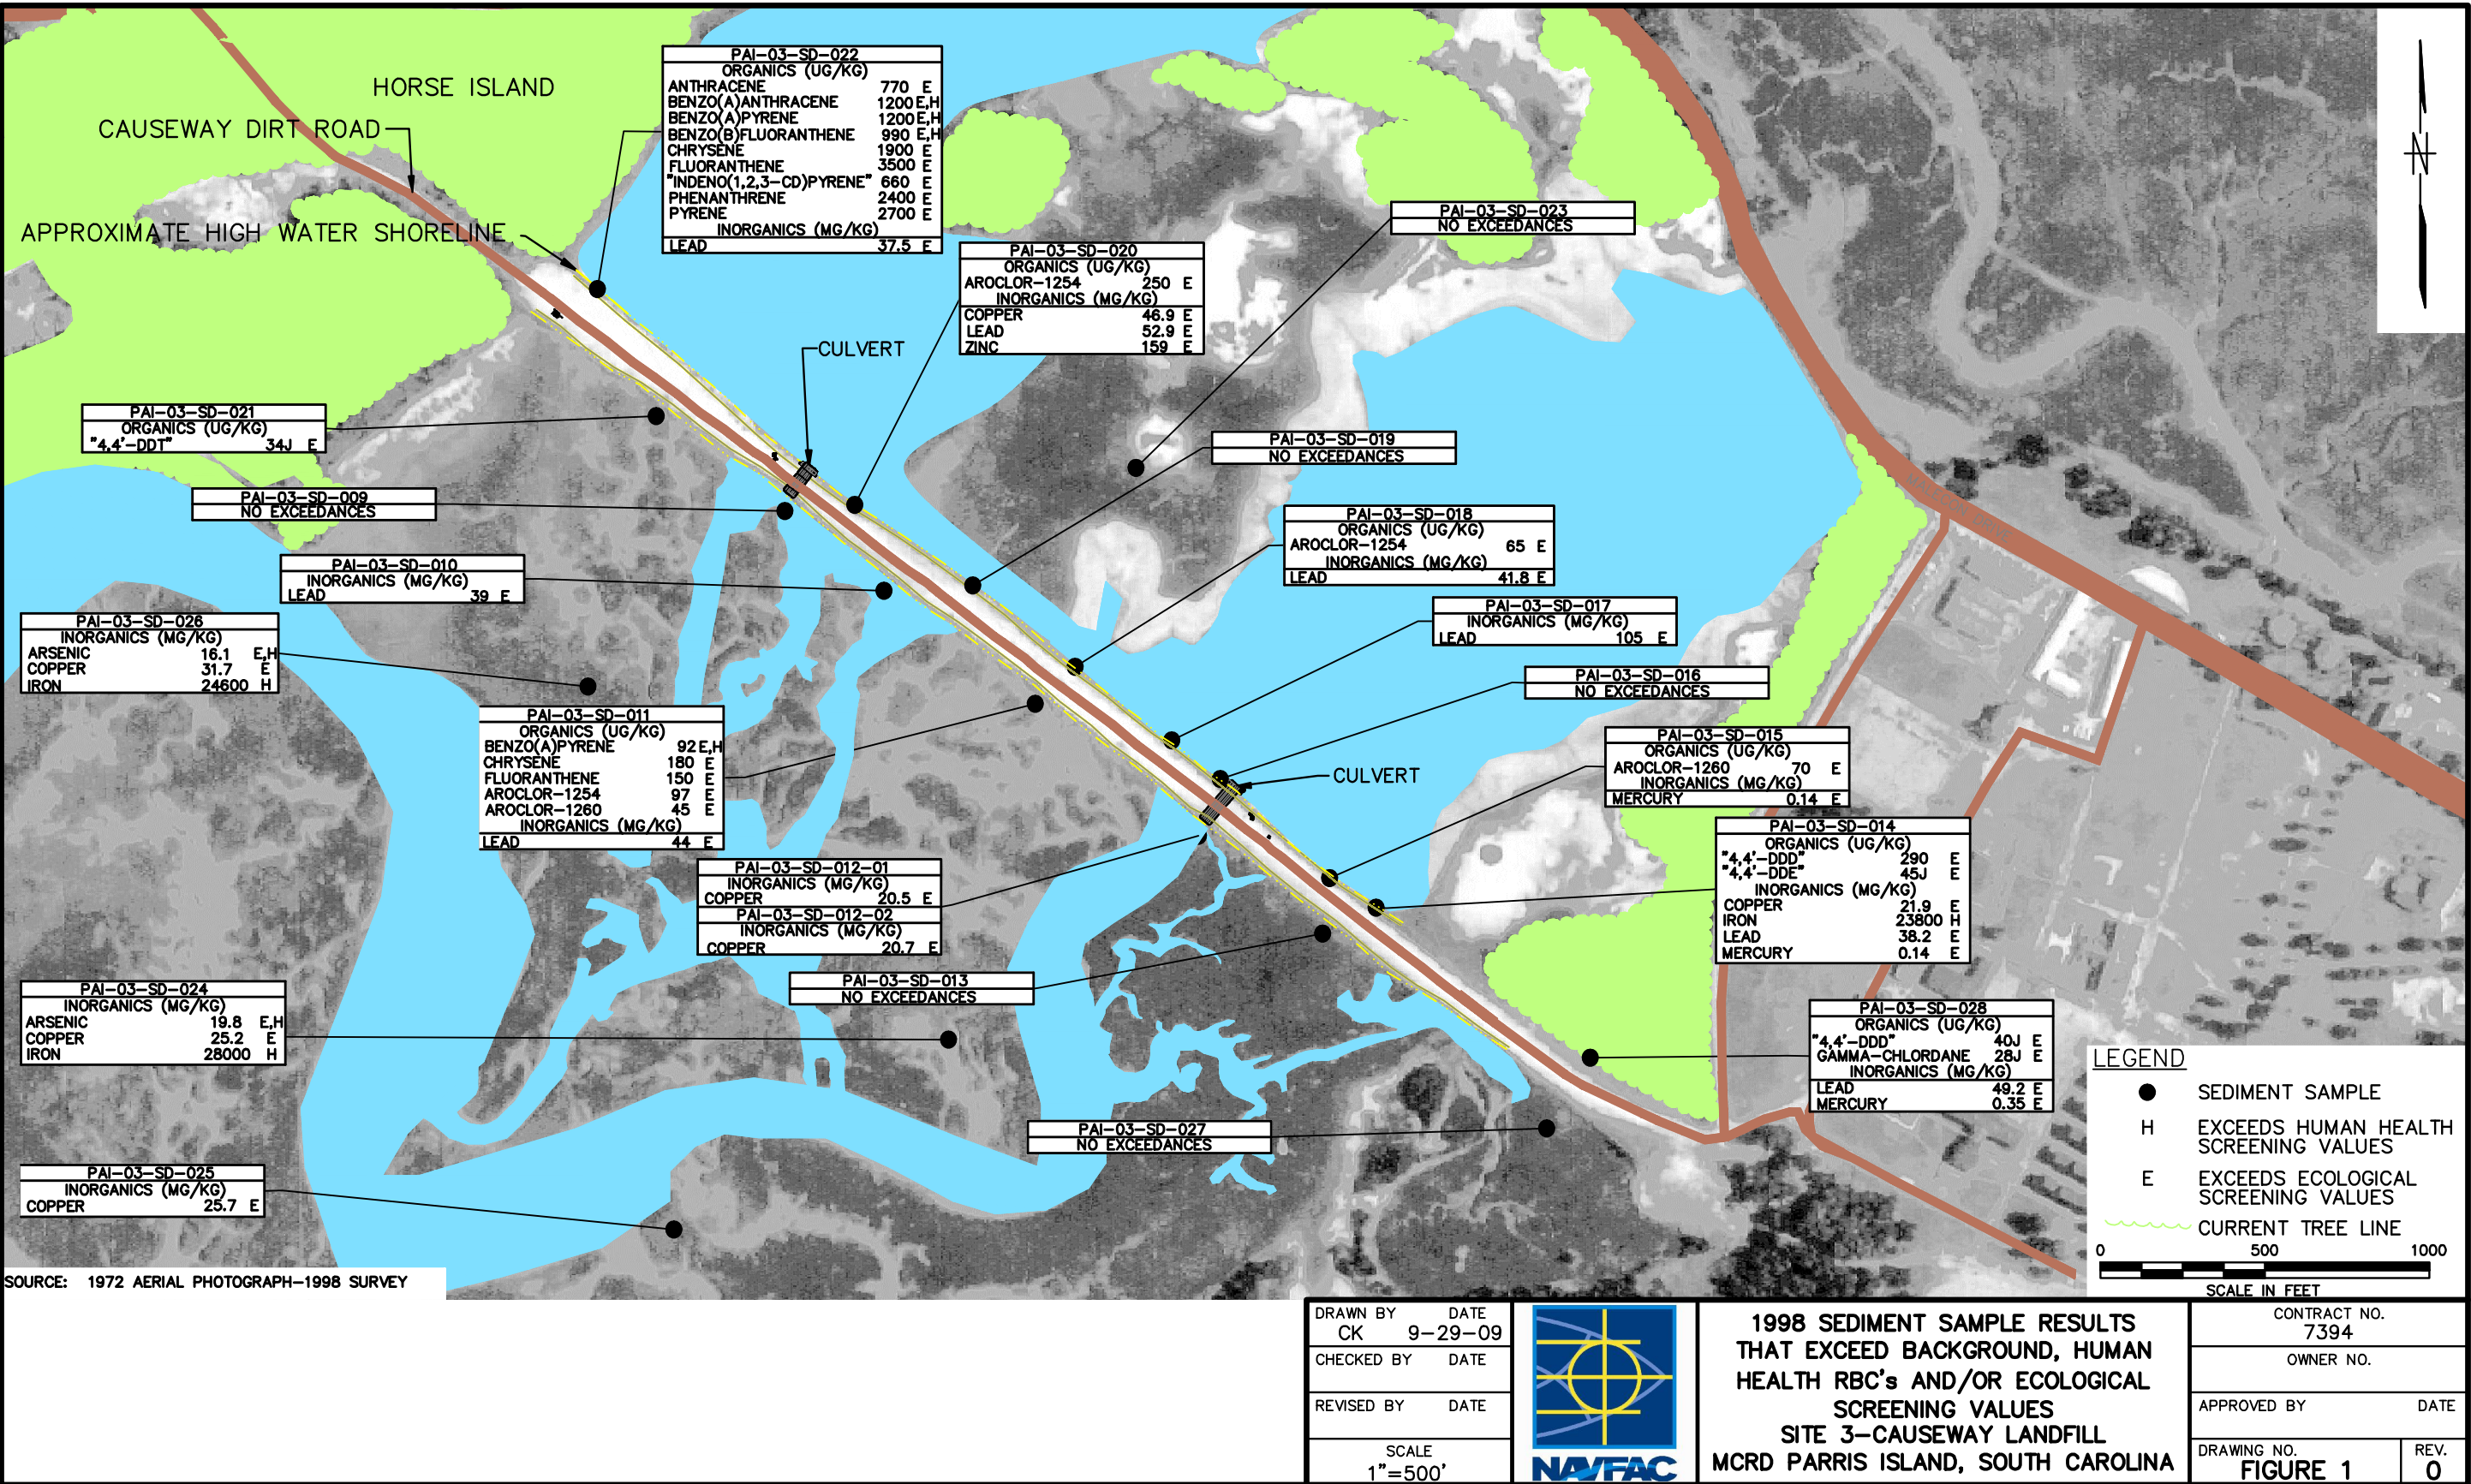 HORSE ISLAND
CAUSEWAY DIRT ROAD
APPROXIMATE HIGH WATER SHORELINE
PAI-03-SD-022
ORGANICS (UG/KG)
ANTHRACENE 770 E
BENZO(A)ANTHRACENE 1200 E,H
BENZO(A)PYRENE 1200 E,H
BENZO(B)FLUORANTHENE 990 E,H
CHRYSENE 1900 E
FLUORANTHENE 3500 E
"INDENO(1,2,3-CD)PYRENE" 660 E
PHENANTHRENE 2400 E
PYRENE 2700 E
INORGANICS (MG/KG)
LEAD 37.5 E
PAI-03-SD-023
NO EXCEEDANCES
PAI-03-SD-020
ORGANICS (UG/KG)
AROCLOR-1254 250 E
INORGANICS (MG/KG)
COPPER 46.9 E
LEAD 52.9 E
ZINC 159 E
N
CULVERT
PAI-03-SD-021
ORGANICS (UG/KG)
"4,4'-DDT" 34J E
PAI-03-SD-019
NO EXCEEDANCES
PAI-03-SD-009
NO EXCEEDANCES
PAI-03-SD-018
ORGANICS (UG/KG)
AROCLOR-1254 65 E
INORGANICS (MG/KG)
LEAD 41.8 E
PAI-03-SD-010
INORGANICS (MG/KG)
LEAD 39 E
PAI-03-SD-017
INORGANICS (MG/KG)
LEAD 105 E
PAI-03-SD-026
INORGANICS (MG/KG)
ARSENIC 16.1 E,H
COPPER 31.7 E
IRON 24600 H
PAI-03-SD-016
NO EXCEEDANCES
PAI-03-SD-011
ORGANICS (UG/KG)
BENZO(A)PYRENE 92 E,H
CHRYSENE 180 E
FLUORANTHENE 150 E
AROCLOR-1254 97 E
AROCLOR-1260 45 E
INORGANICS (MG/KG)
LEAD 44 E
CULVERT
PAI-03-SD-015
ORGANICS (UG/KG)
AROCLOR-1260 70 E
INORGANICS (MG/KG)
MERCURY 0.14 E
PAI-03-SD-014
ORGANICS (UG/KG)
"4,4'-DDD" 290 E
"4,4'-DDE" 45J E
INORGANICS (MG/KG)
COPPER 21.9 E
IRON 23800 H
LEAD 38.2 E
MERCURY 0.14 E
PAI-03-SD-012-01
INORGANICS (MG/KG)
COPPER 20.5 E
PAI-03-SD-012-02
INORGANICS (MG/KG)
COPPER 20.7 E
PAI-03-SD-013
NO EXCEEDANCES
PAI-03-SD-024
INORGANICS (MG/KG)
ARSENIC 19.8 E,H
COPPER 25.2 E
IRON 28000 H
PAI-03-SD-028
ORGANICS (UG/KG)
"4,4'-DDD" 40J E
GAMMA-CHLORDANE 28J E
INORGANICS (MG/KG)
LEAD 49.2 E
MERCURY 0.35 E
PAI-03-SD-027
NO EXCEEDANCES
PAI-03-SD-025
INORGANICS (MG/KG)
COPPER 25.7 E
LEGEND
SEDIMENT SAMPLE
H EXCEEDS HUMAN HEALTH
SCREENING VALUES
E EXCEEDS ECOLOGICAL
SCREENING VALUES
CURRENT TREE LINE
0 500 1000
SCALE IN FEET
SOURCE: 1972 AERIAL PHOTOGRAPH-1998 SURVEY
DRAWN BY DATE
CK 9-29-09
CHECKED BY DATE
REVISED BY DATE
SCALE
1"=500'
NAVFAC
1998 SEDIMENT SAMPLE RESULTS
THAT EXCEED BACKGROUND, HUMAN
HEALTH RBC's AND/OR ECOLOGICAL
SCREENING VALUES
SITE 3-CAUSEWAY LANDFILL
MCRD PARRIS ISLAND, SOUTH CAROLINA
CONTRACT NO.
7394
OWNER NO.
APPROVED BY DATE
DRAWING NO.
FIGURE 1
REV.
0